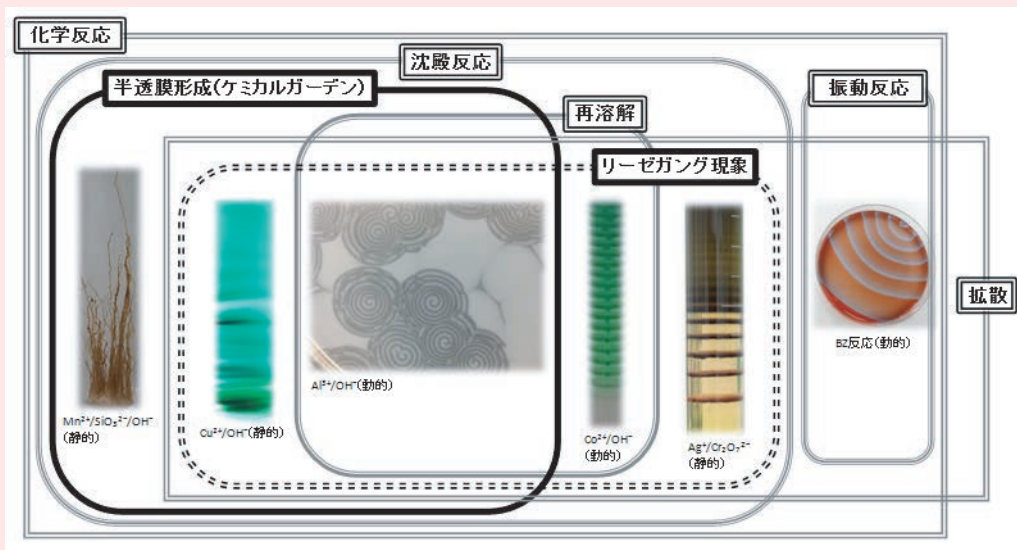 化学反応
沈殿反応
半透膜形成(ケミカルガーデン)
振動反応
再溶解
リーゼガング現象
拡散
Mn²⁺/SiO₃²⁻/OH⁻
(静的)
Cu²⁺/OH⁻(静的)
Al³⁺/OH⁻(動的)
Co²⁺/OH⁻
(動的)
Ag⁺/Cr₂O₇²⁻
(静的)
BZ反応(動的)